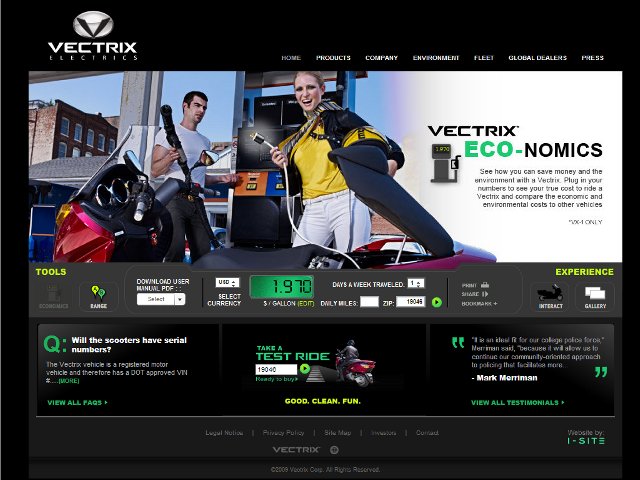 VECTRIX
ELECTRICS
HOME PRODUCTS COMPANY ENVIRONMENT FLEET GLOBAL DEALERS PRESS
VECTRIX
1.970
ECO-NOMICS
See how you can save money and the
environment with a Vectrix. Plug in your
numbers to see your true cost to ride a
Vectrix and compare the economic and
environmental costs to other vehicles
*VX-1 ONLY
TOOLS
EXPERIENCE
ECONOMICS
RANGE
DOWNLOAD USER
MANUAL PDF : :
Select
USD
SELECT
CURRENCY
1.970
$ / GALLON (EDIT)
DAYS A WEEK TRAVELED: 1
DAILY MILES: ZIP: 19046
PRINT
SHARE
BOOKMARK +
INTERACT
GALLERY
Q: Will the scooters have serial
numbers?
The Vectrix vehicle is a registered motor
vehicle and therefore has a DOT approved VIN
#....(MORE)
VIEW ALL FAQS
TAKE A
TEST RIDE
19046
Ready to buy
GOOD. CLEAN. FUN.
"It is an ideal fit for our college police force,"
Merriman said, "because it will allow us to
continue our community-oriented approach
to policing that facilitates more...
- Mark Merriman
VIEW ALL TESTIMONIALS
Legal Notice | Privacy Policy | Site Map | Investors | Contact
VECTRIX
Website by:
I-SITE
©2009 Vectrix Corp. All Rights Reserved.